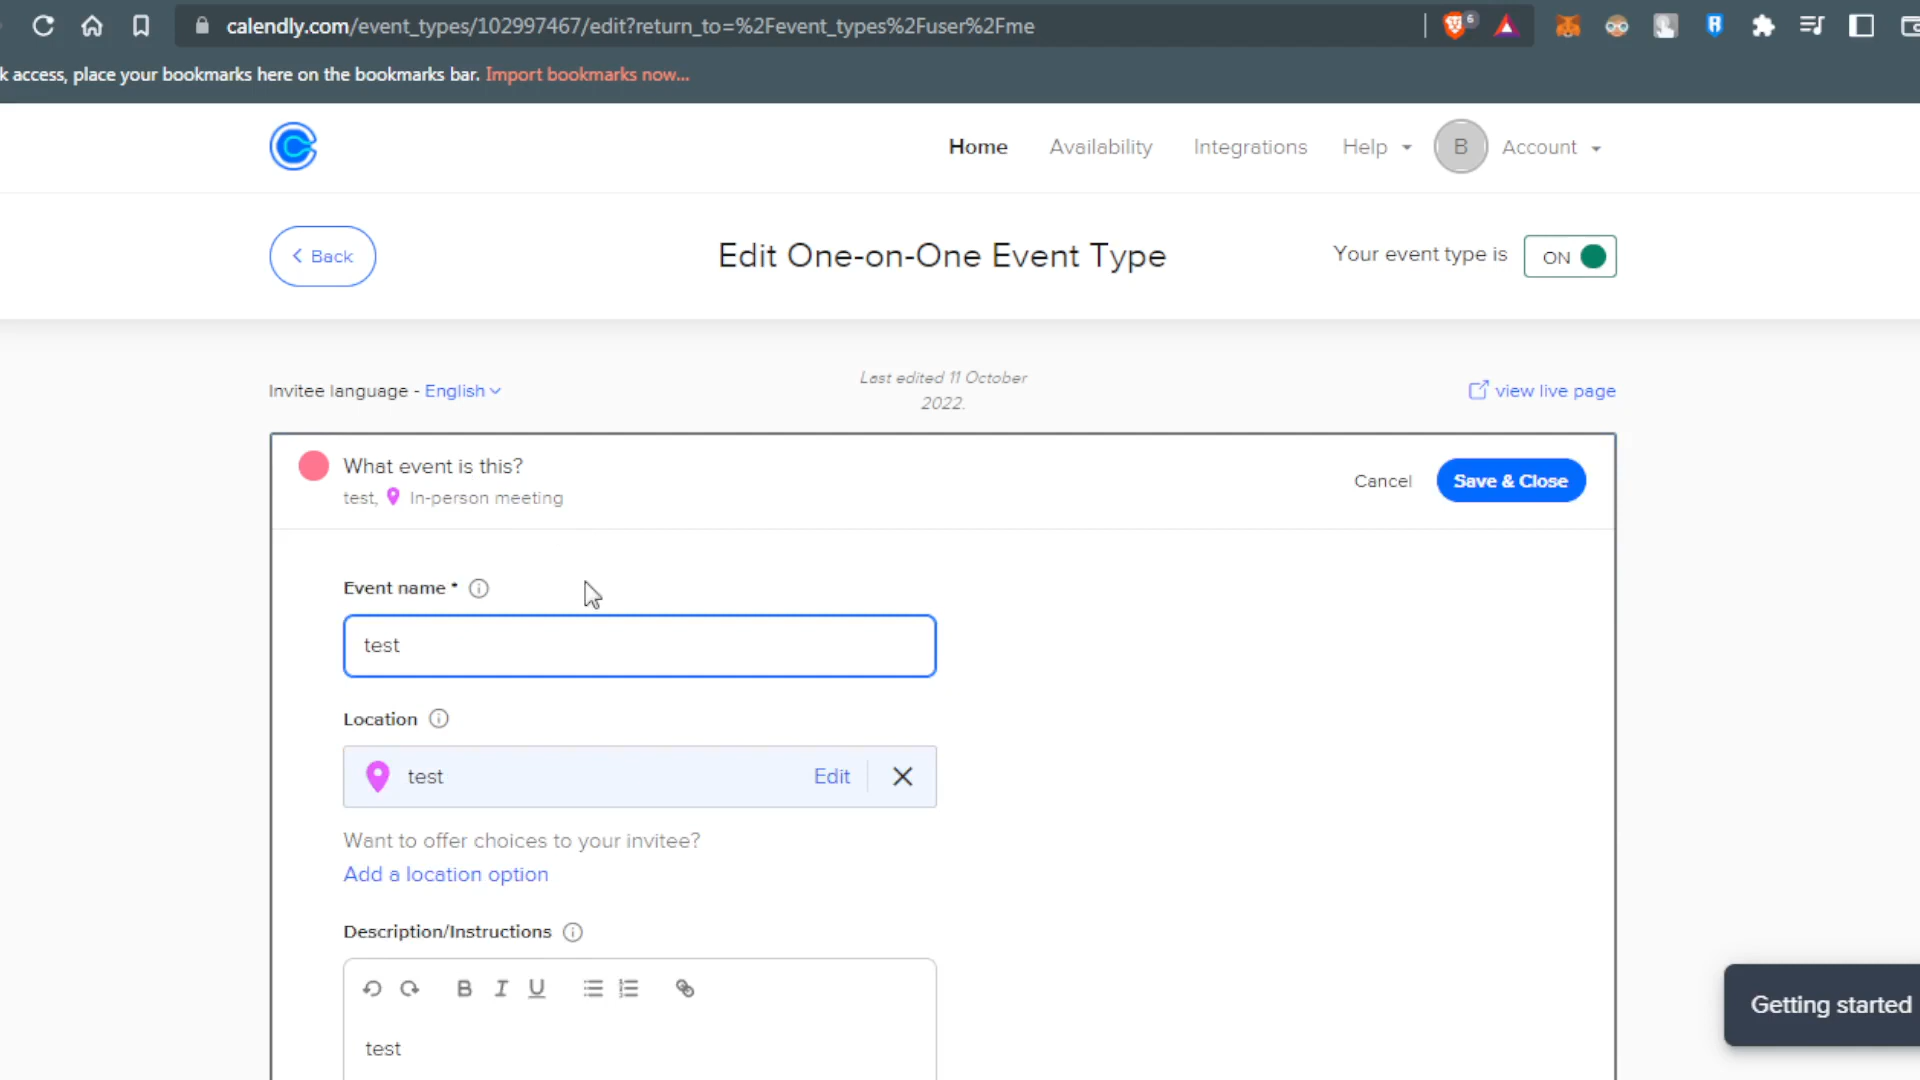 calendly.com/event_types/102997467/edit?return_to=%2Fevent_types%2Fuser%2Fme
6
k access, place your bookmarks here on the bookmarks bar. Import bookmarks now...
Home Availability Integrations Help B Account
Back
Edit One-on-One Event Type
Your event type is ON
Invitee language - English
Last edited 11 October
2022.
view live page
What event is this?
test, In-person meeting
Cancel Save & Close
Event name *
test
Location
test Edit
Want to offer choices to your invitee?
Add a location option
Description/Instructions
B I U
test
Getting started